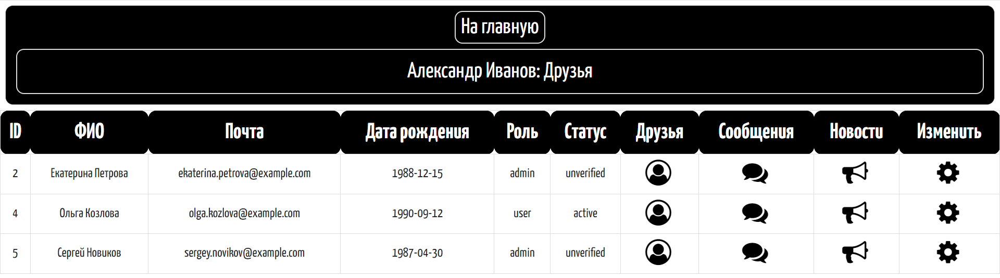 На главную
Александр Иванов: Друзья
ID ФИО Почта Дата рождения Роль Статус Друзья Сообщения Новости Изменить
2 Екатерина Петрова ekaterina.petrova@example.com 1988-12-15 admin unverified
4 Ольга Козлова olga.kozlova@example.com 1990-09-12 user active
5 Сергей Новиков sergey.novikov@example.com 1987-04-30 admin unverified